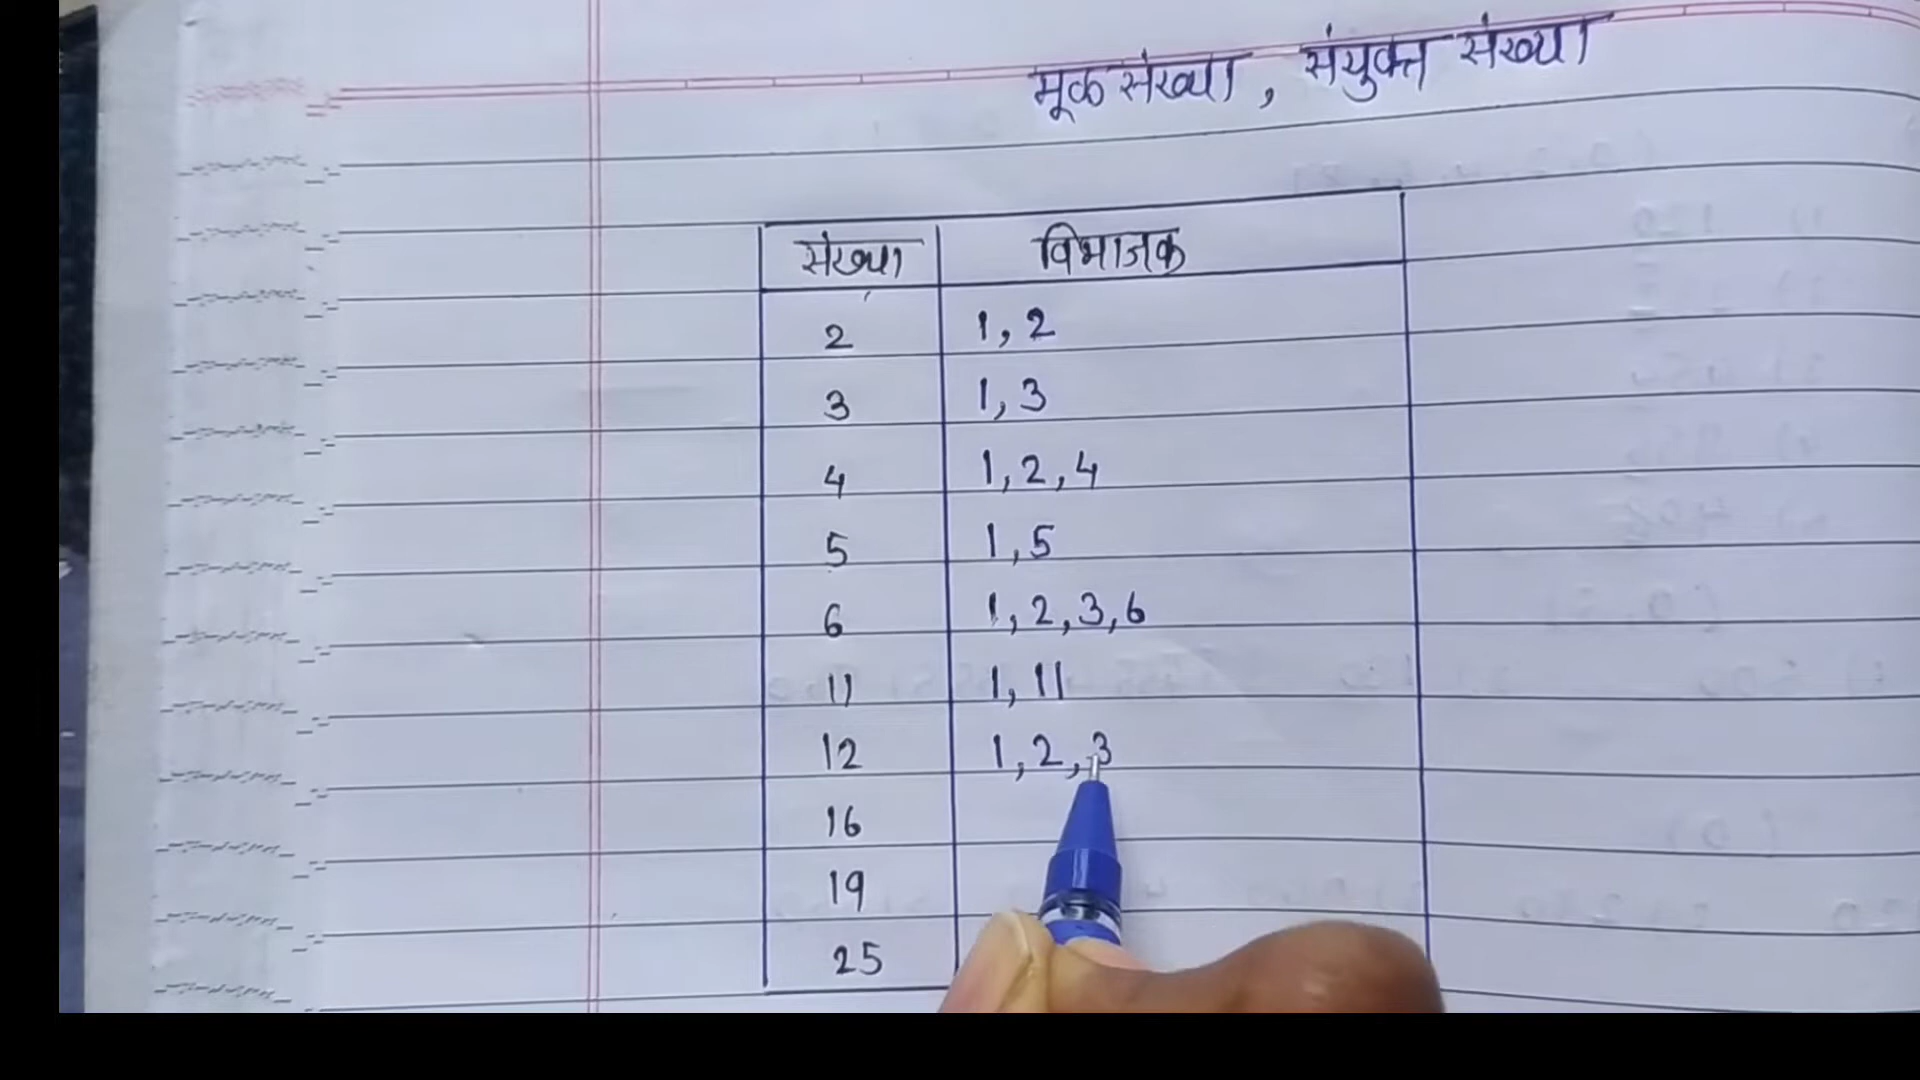 मूळ संख्या, संयुक्त संख्या
संख्या विभाजक
2 1, 2
3 1, 3
4 1, 2, 4
5 1, 5
6 1, 2, 3, 6
11 1, 11
12 1, 2, 3
16
19
25